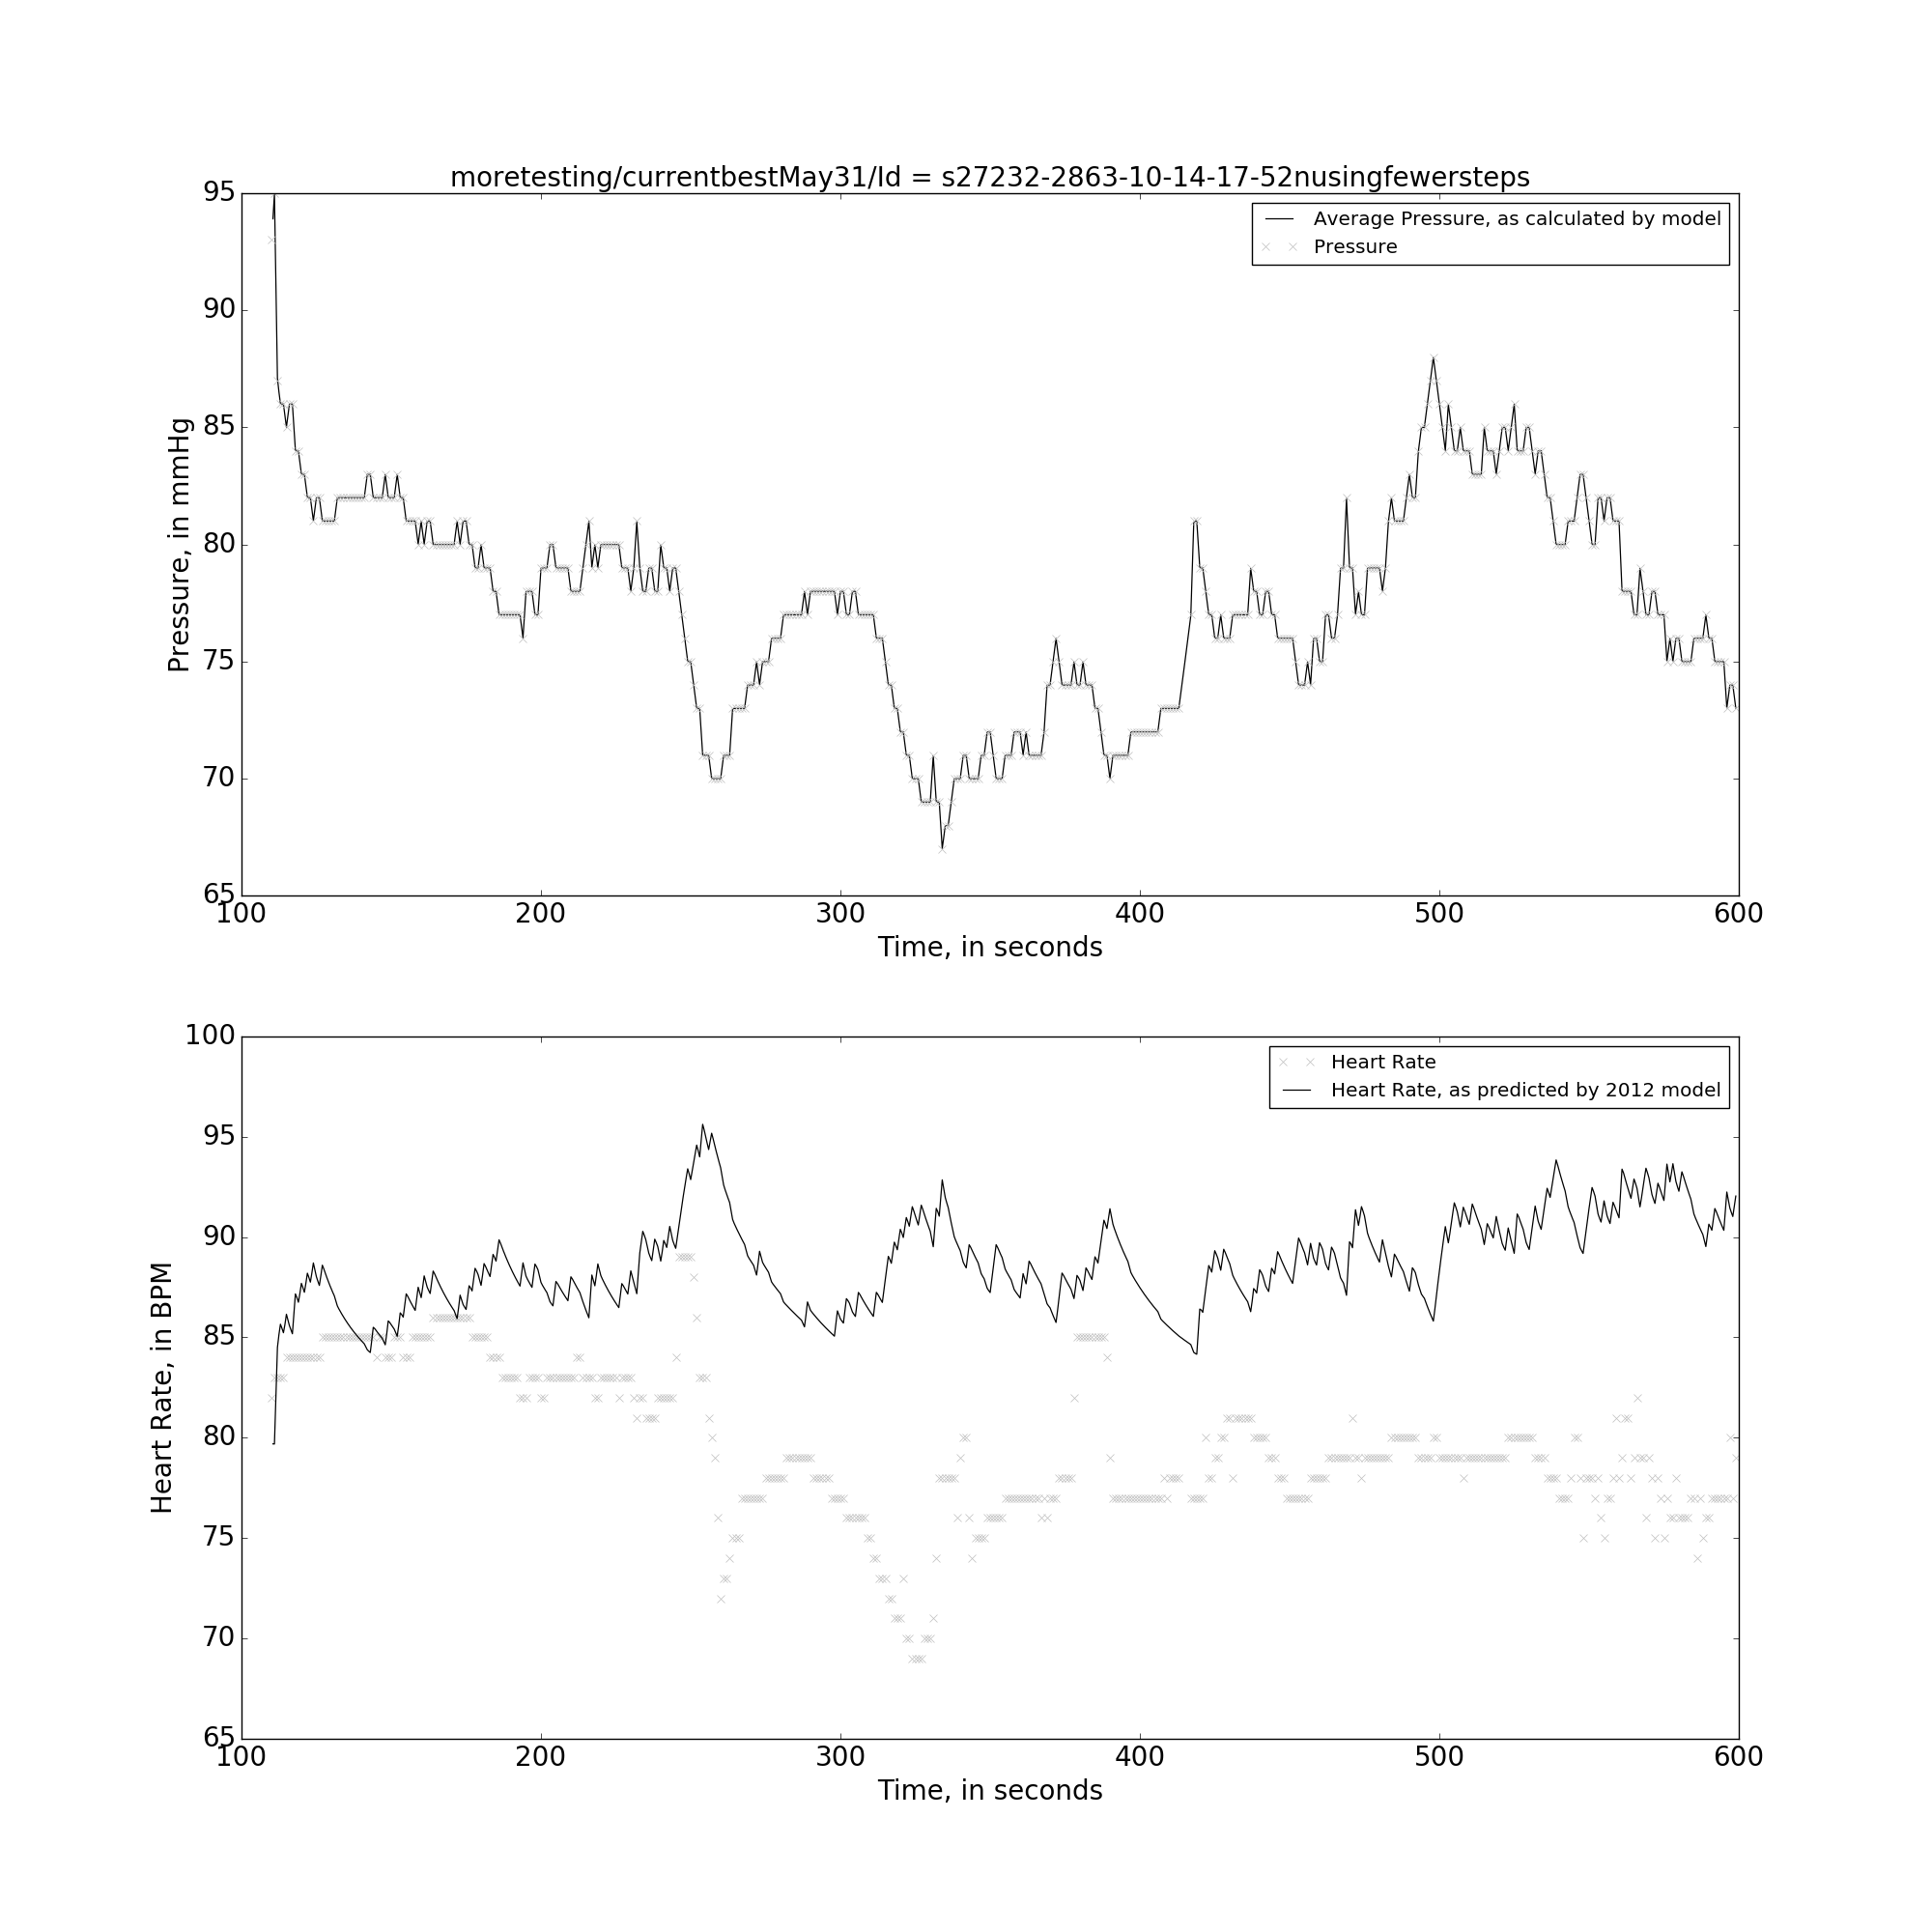 moretesting/currentbestMay31/Id = s27232-2863-10-14-17-52nusingfewersteps
95
90
85
80
75
70
65
Pressure, in mmHg
Average Pressure, as calculated by model
Pressure
100 200 300 400 500 600
Time, in seconds
100
95
90
85
80
75
70
65
Heart Rate, in BPM
Heart Rate
Heart Rate, as predicted by 2012 model
100 200 300 400 500 600
Time, in seconds